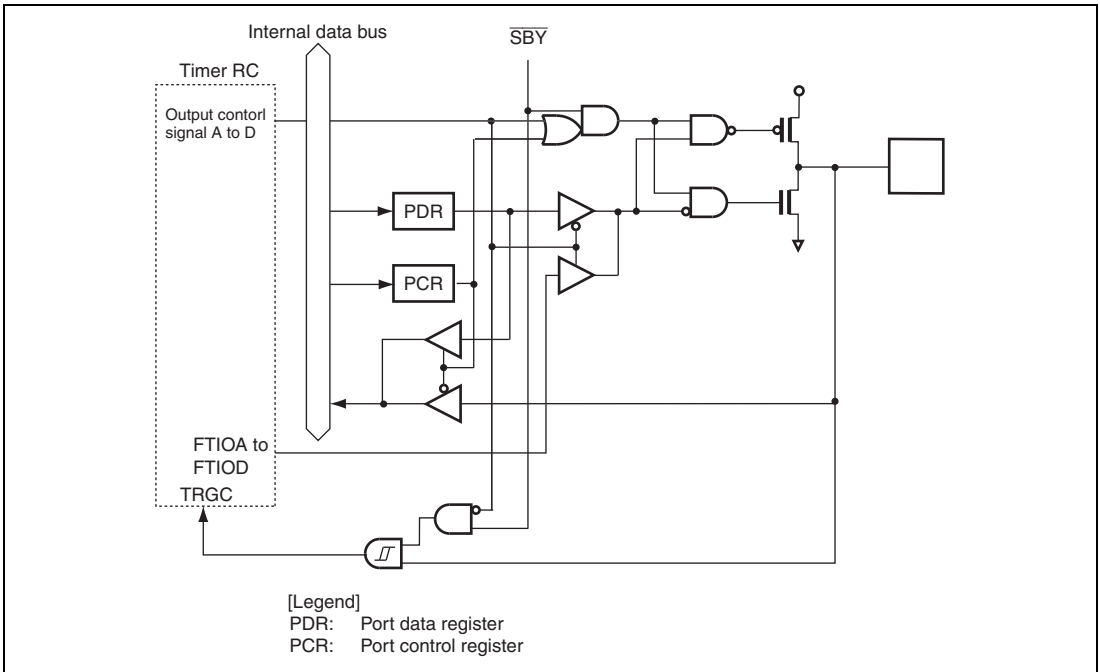 Internal data bus
SBY
Timer RC
Output contorl
signal A to D
PDR
PCR
FTIOA to
FTIOD
TRGC
[Legend]
PDR: Port data register
PCR: Port control register